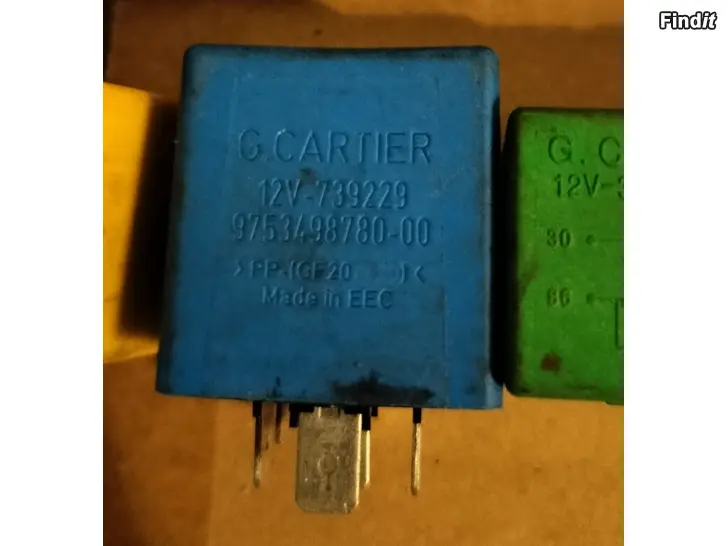 Findit
G.CARTIER
12V-739229
9753498780-00
>PP-(GF20 )<
Made in EEC
G. C
12V-
30
86